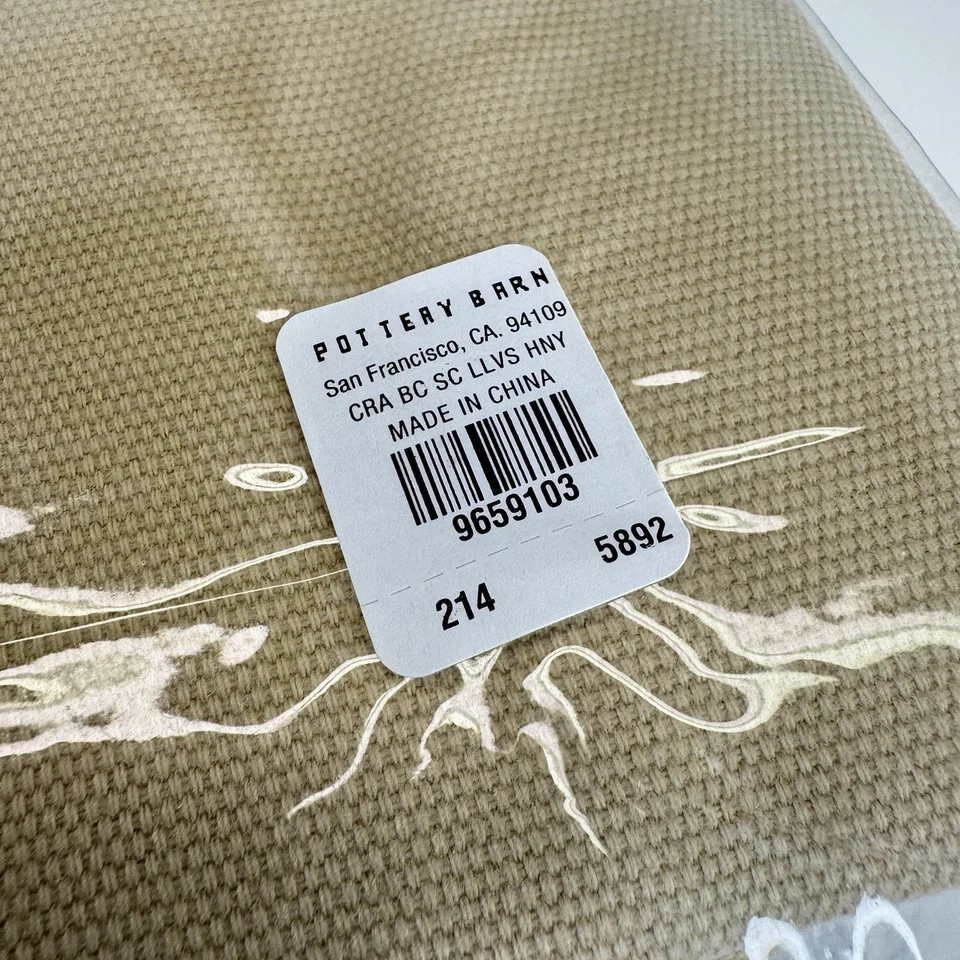 POTTERY BARN
San Francisco, CA. 94109
CRA BC SC LLVS HNY
MADE IN CHINA
9659103
214 5892